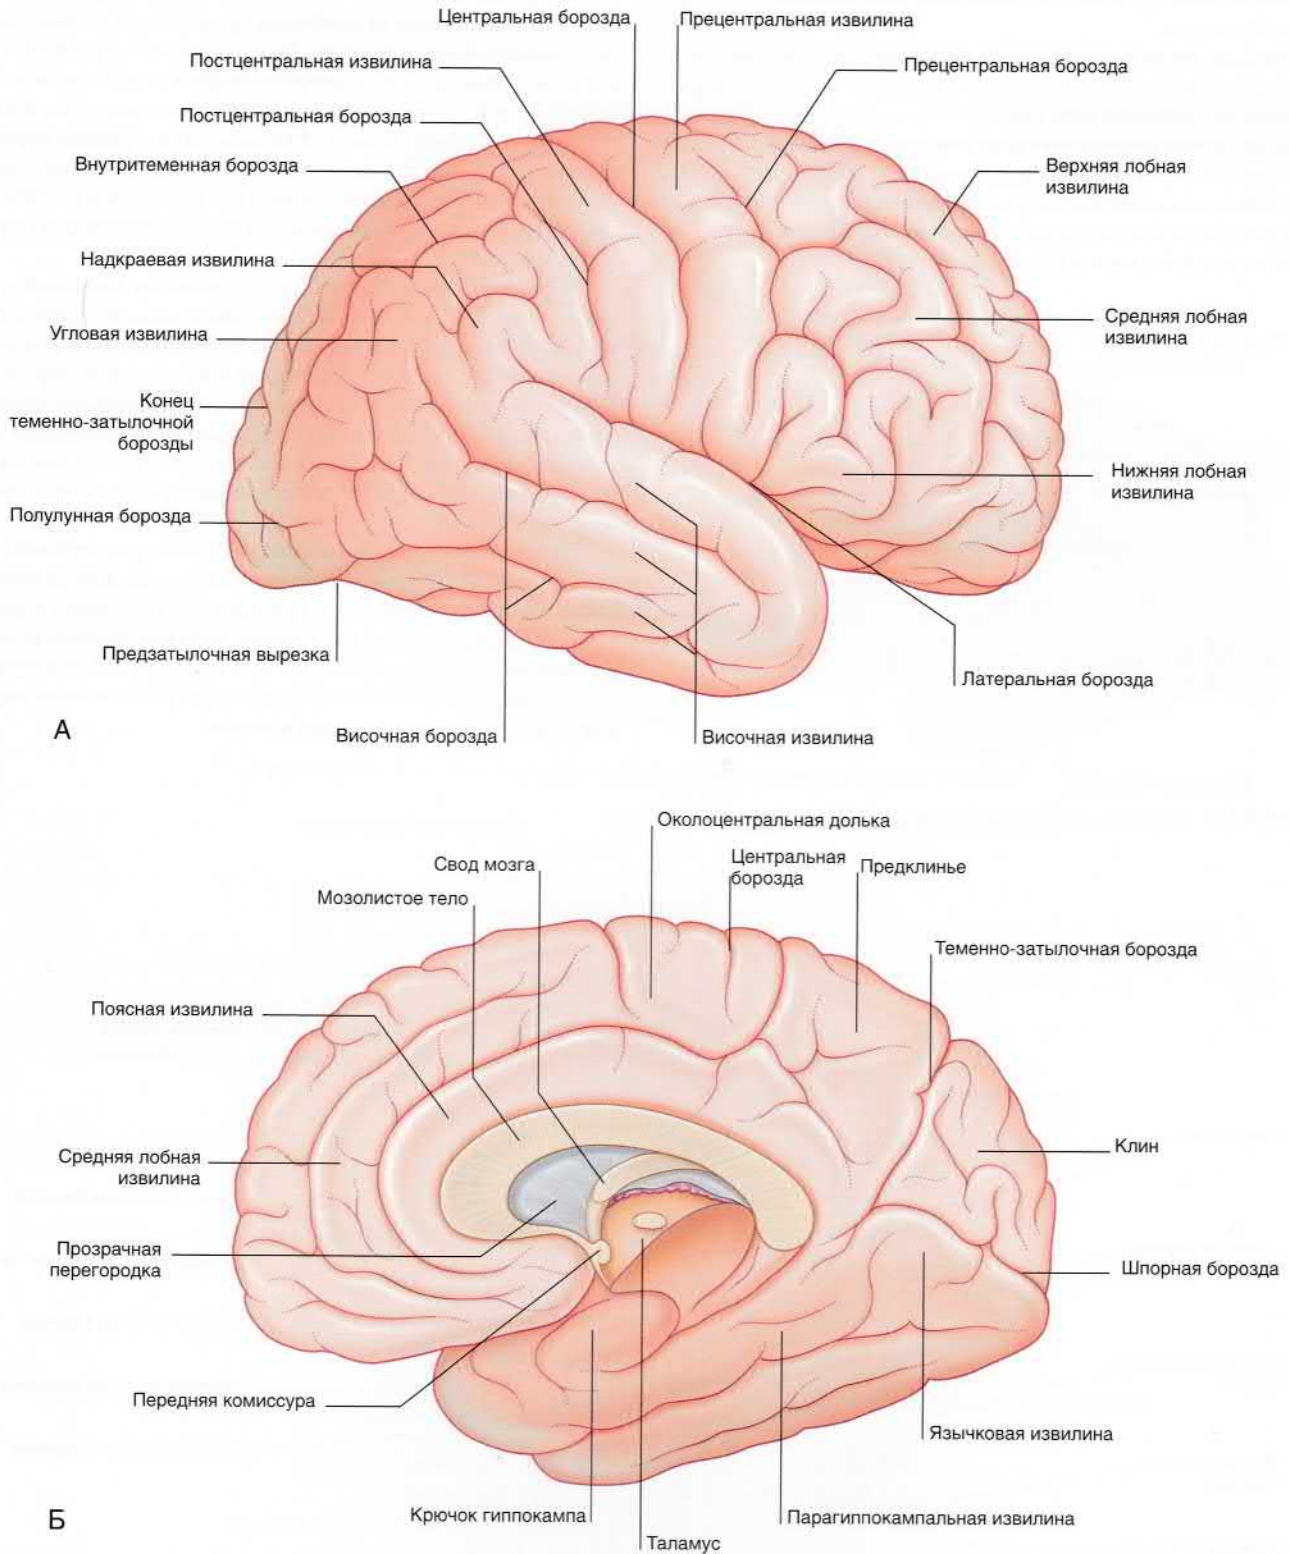 Центральная борозда
Прецентральная извилина
Постцентральная извилина
Прецентральная борозда
Постцентральная борозда
Внутритеменная борозда
Верхняя лобная
извилина
Надкраевая извилина
Средняя лобная
извилина
Угловая извилина
Конец
теменно-затылочной
борозды
Нижняя лобная
извилина
Полулунная борозда
Предзатылочная вырезка
Латеральная борозда
А
Височная борозда
Височная извилина
Околоцентральная долька
Свод мозга
Центральная
борозда
Предклинье
Мозолистое тело
Теменно-затылочная борозда
Поясная извилина
Клин
Средняя лобная
извилина
Прозрачная
перегородка
Шпорная борозда
Передняя комиссура
Язычковая извилина
Б
Крючок гиппокампа
Парагиппокампальная извилина
Таламус